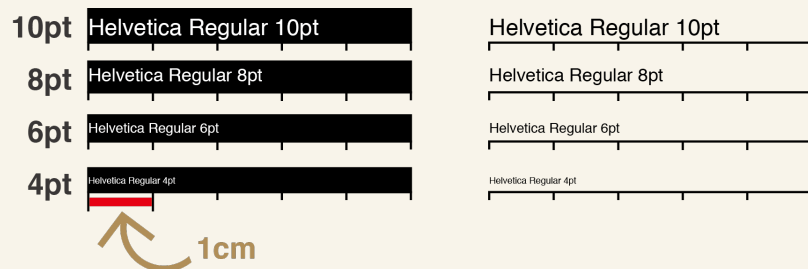 10pt Helvetica Regular 10pt Helvetica Regular 10pt
8pt Helvetica Regular 8pt Helvetica Regular 8pt
6pt Helvetica Regular 6pt Helvetica Regular 6pt
4pt Helvetica Regular 4pt Helvetica Regular 4pt
1cm